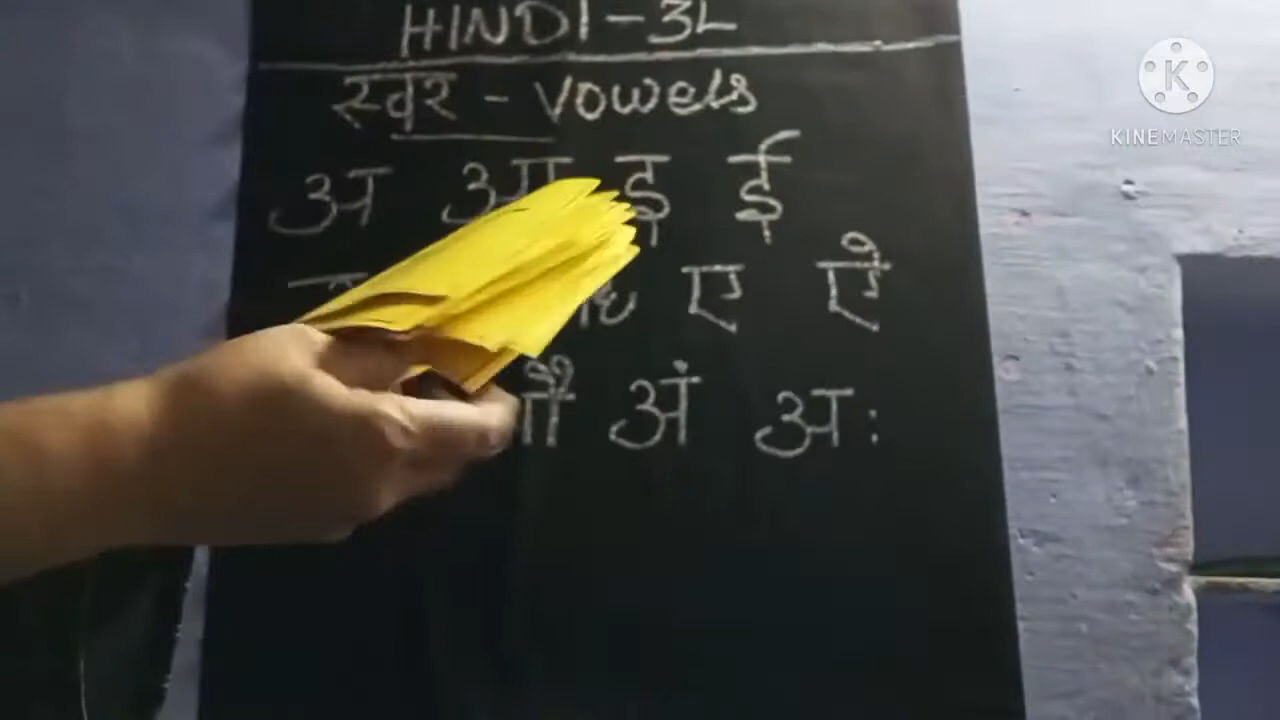 HINDI-3L
स्वर - Vowels
अ आ इ ई
ए ऐ
अं अः
KINEMASTER